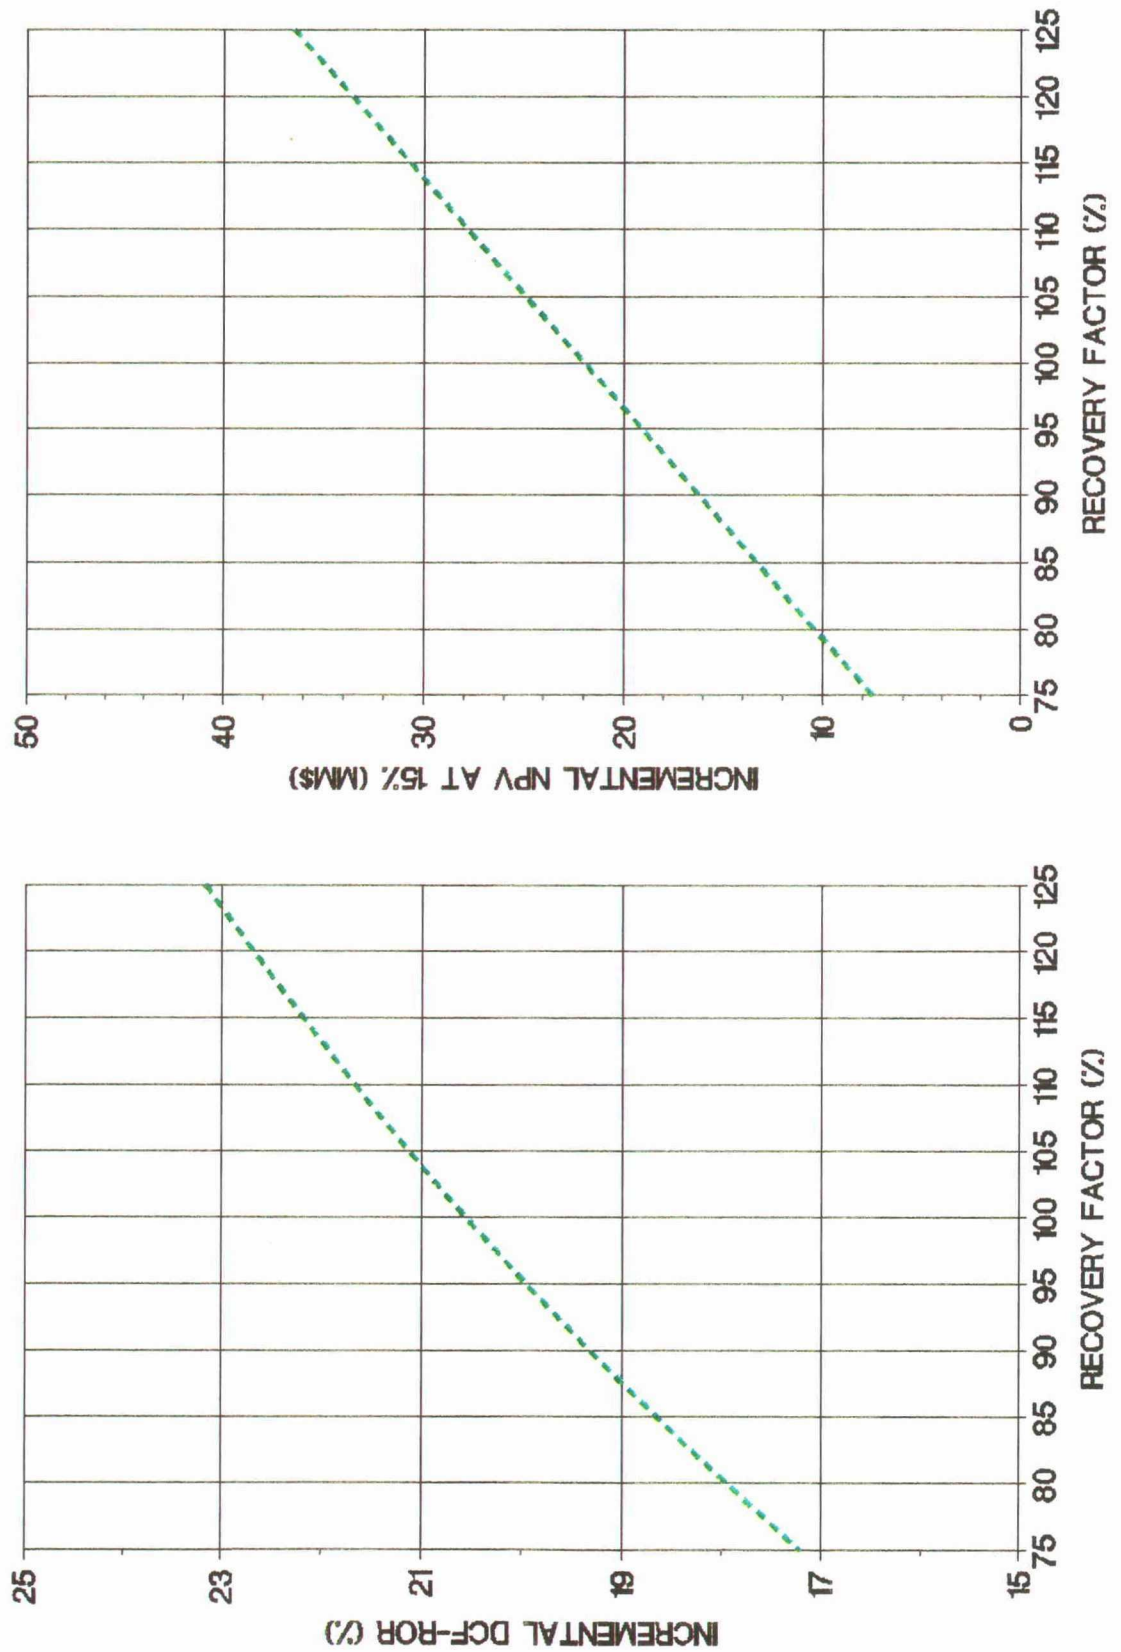 25
23
21
19
17
15
INCREMENTAL DCF-ROR (%)
75 80 85 90 95 100 105 110 115 120 125
RECOVERY FACTOR (%)
50
40
30
20
10
0
INCREMENTAL NPV AT 15% (MM$)
75 80 85 90 95 100 105 110 115 120 125
RECOVERY FACTOR (%)